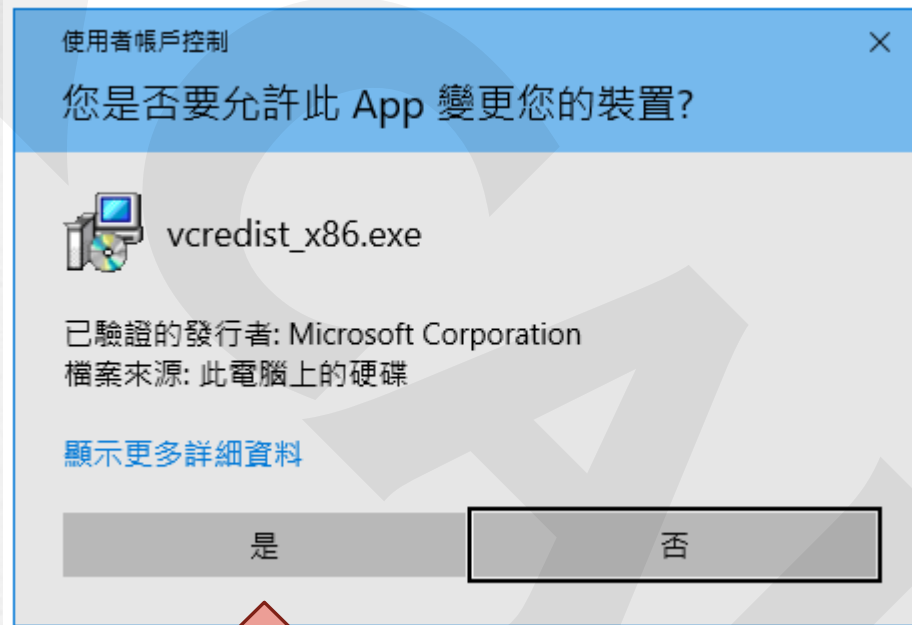 使用者帳戶控制
您是否要允許此 App 變更您的裝置?
vcredist_x86.exe
已驗證的發行者: Microsoft Corporation
檔案來源: 此電腦上的硬碟
顯示更多詳細資料
是
否